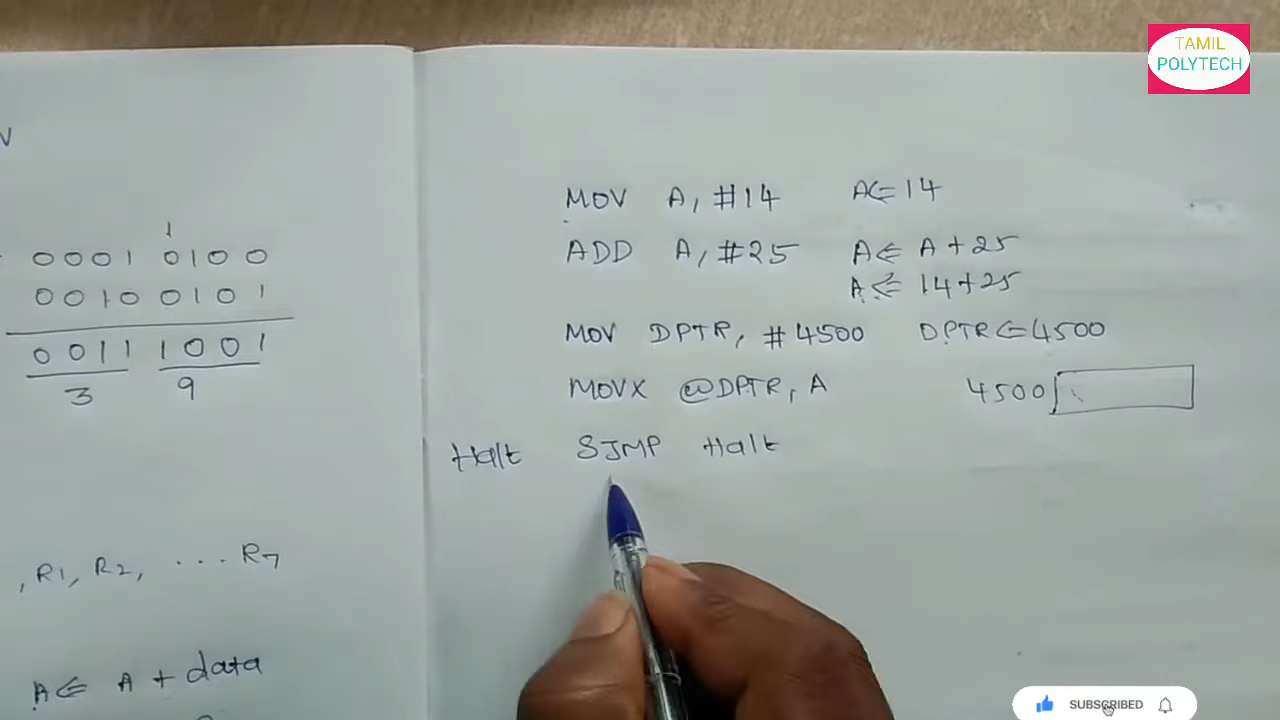 TAMIL
POLYTECH
V
1
0001 0100
0010 0101
0011 1001
3 9
, R1, R2, ... R7
A⇐ A + data
MOV A, #14 A⇐14
ADD A, #25 A⇐ A+25
A⇐ 14+25
MOV DPTR, #4500 DPTR⇐4500
MOVX @DPTR, A 4500
Halt SJMP Halt
SUBSCRIBED